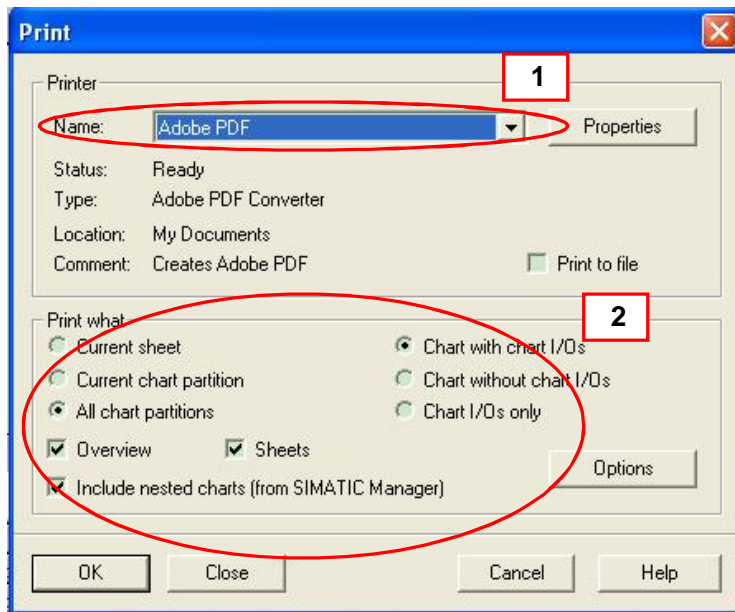 Print
Printer
1
Name: Adobe PDF Properties
Status: Ready
Type: Adobe PDF Converter
Location: My Documents
Comment: Creates Adobe PDF Print to file
Print what
2
Current sheet Chart with chart I/Os
Current chart partition Chart without chart I/Os
All chart partitions Chart I/Os only
Overview Sheets
Options
Include nested charts (from SIMATIC Manager)
OK Close Cancel Help